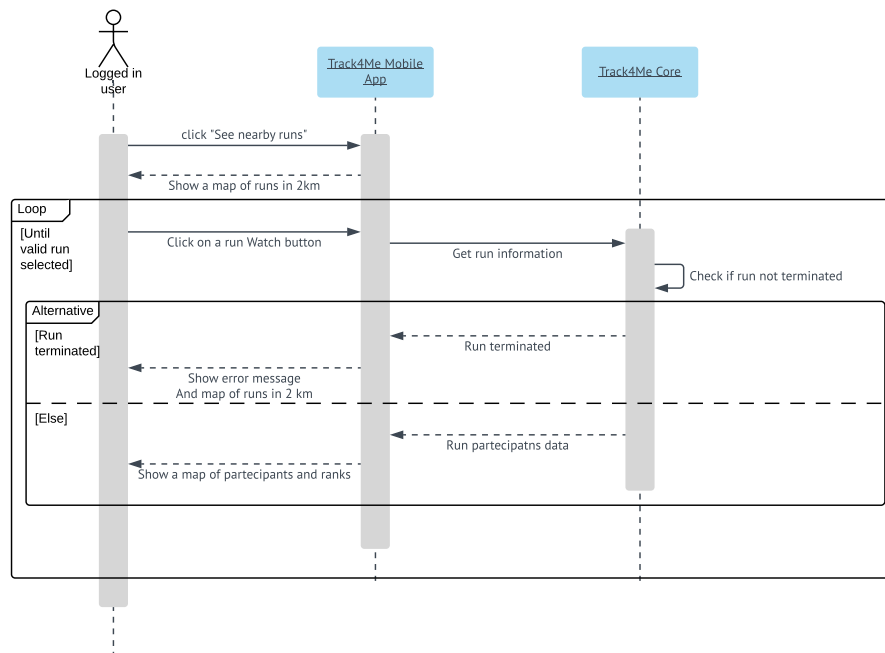 Logged in
user
Track4Me Mobile
App
Track4Me Core
click "See nearby runs"
Show a map of runs in 2km
Loop
[Until
valid run
selected]
Click on a run Watch button
Get run information
Check if run not terminated
Alternative
[Run
terminated]
Run terminated
Show error message
And map of runs in 2 km
[Else]
Run partecipatns data
Show a map of partecipants and ranks